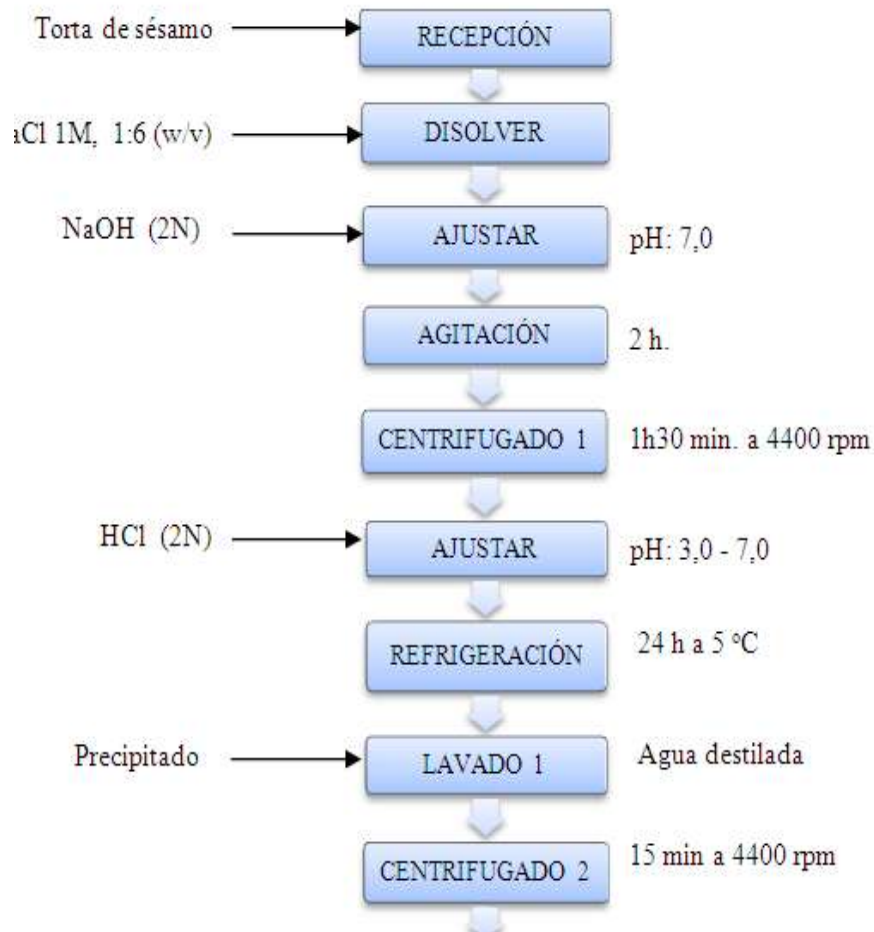 Torta de sésamo
RECEPCIÓN
aCl 1M, 1:6 (w/v)
DISOLVER
NaOH (2N)
AJUSTAR
pH: 7,0
AGITACIÓN
2 h.
CENTRIFUGADO 1
1h30 min. a 4400 rpm
HCl (2N)
AJUSTAR
pH: 3,0 - 7,0
REFRIGERACIÓN
24 h a 5 ºC
Precipitado
LAVADO 1
Agua destilada
CENTRIFUGADO 2
15 min a 4400 rpm